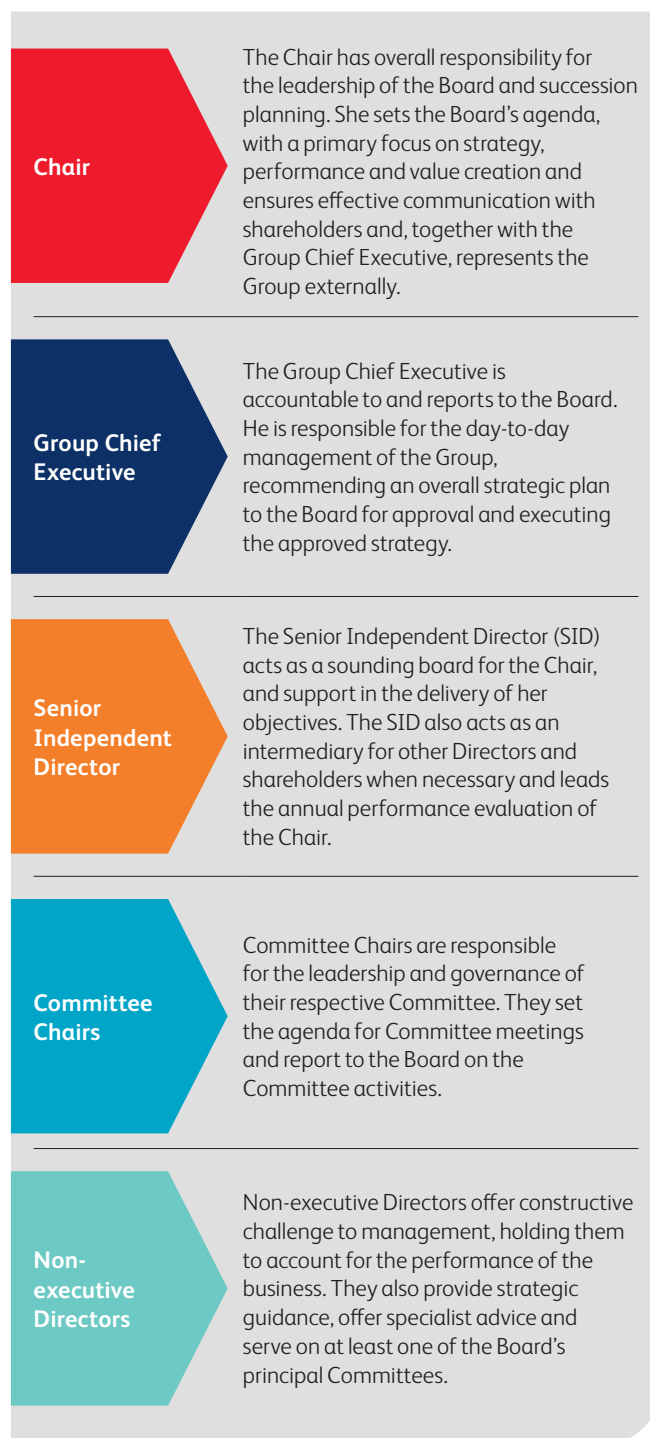 Chair
The Chair has overall responsibility for
the leadership of the Board and succession
planning. She sets the Board’s agenda,
with a primary focus on strategy,
performance and value creation and
ensures effective communication with
shareholders and, together with the
Group Chief Executive, represents the
Group externally.
Group Chief
Executive
The Group Chief Executive is
accountable to and reports to the Board.
He is responsible for the day-to-day
management of the Group,
recommending an overall strategic plan
to the Board for approval and executing
the approved strategy.
Senior
Independent
Director
The Senior Independent Director (SID)
acts as a sounding board for the Chair,
and support in the delivery of her
objectives. The SID also acts as an
intermediary for other Directors and
shareholders when necessary and leads
the annual performance evaluation of
the Chair.
Committee
Chairs
Committee Chairs are responsible
for the leadership and governance of
their respective Committee. They set
the agenda for Committee meetings
and report to the Board on the
Committee activities.
Non-
executive
Directors
Non-executive Directors offer constructive
challenge to management, holding them
to account for the performance of the
business. They also provide strategic
guidance, offer specialist advice and
serve on at least one of the Board’s
principal Committees.